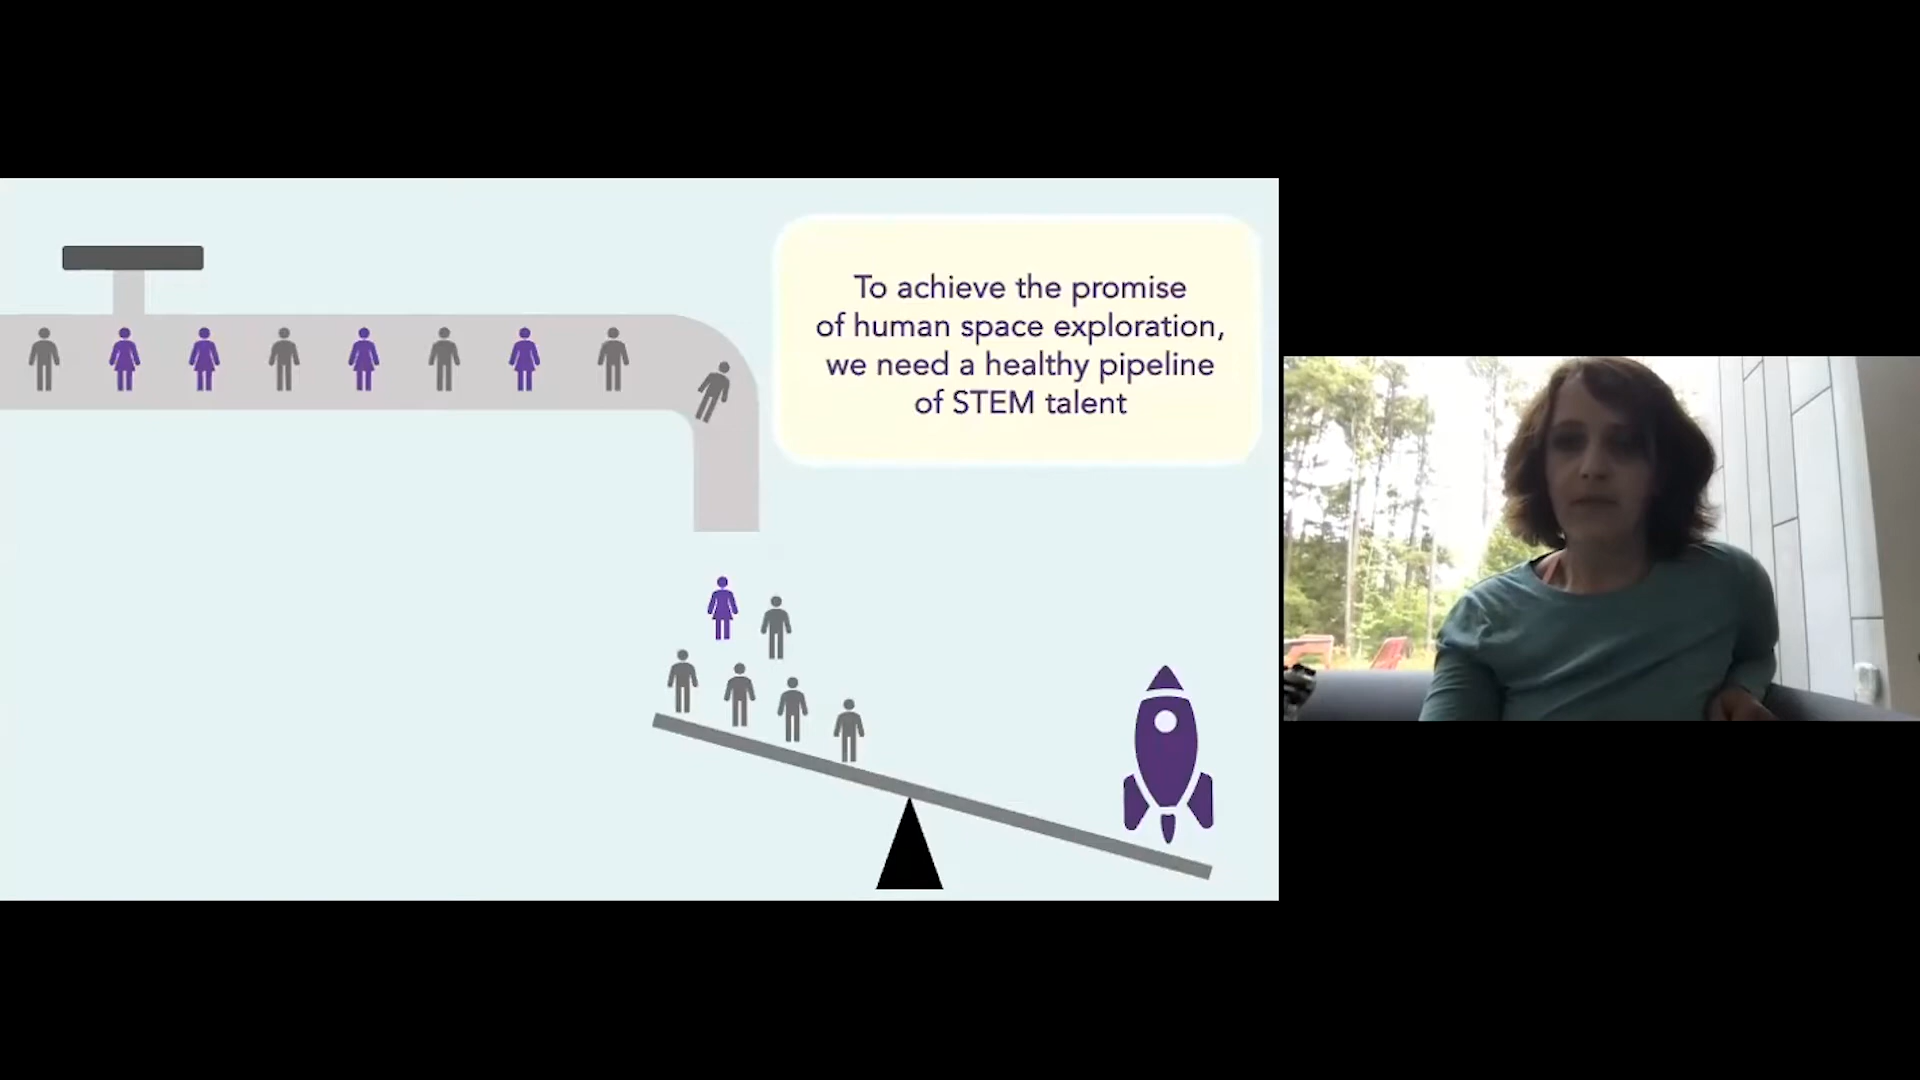 To achieve the promise
of human space exploration,
we need a healthy pipeline
of STEM talent